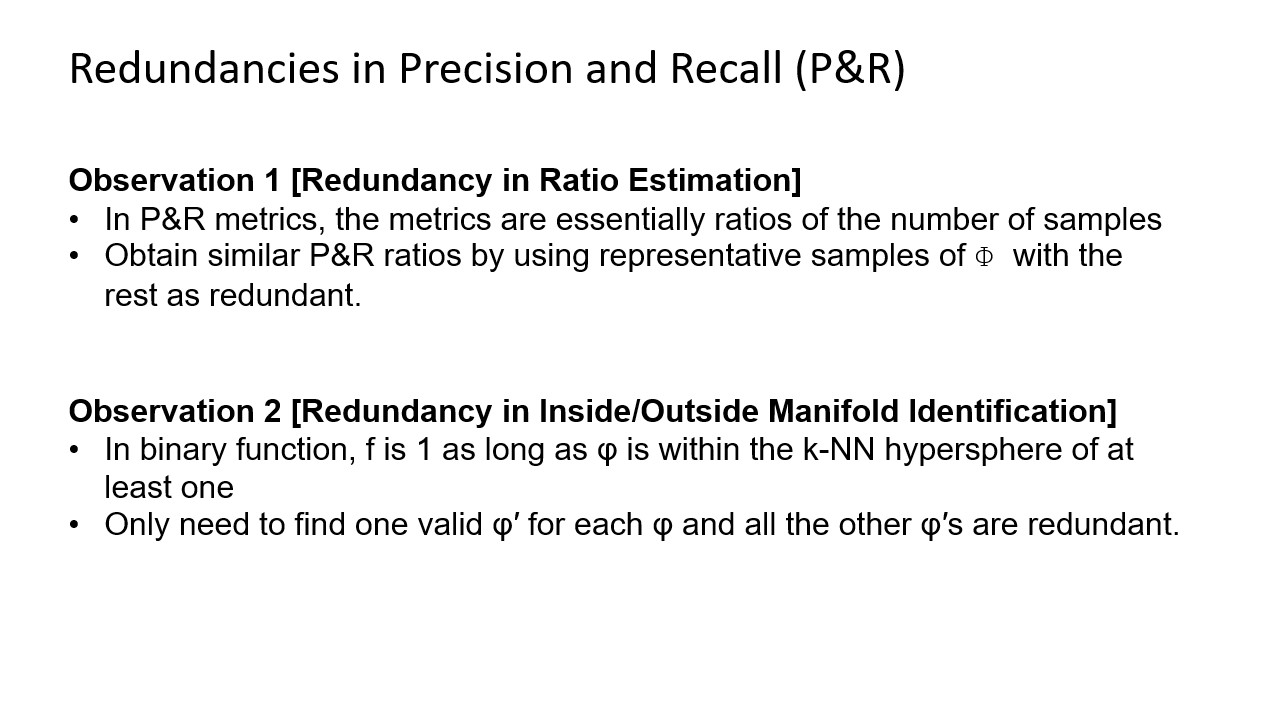 Redundancies in Precision and Recall (P&R)
Observation 1 [Redundancy in Ratio Estimation]
• In P&R metrics, the metrics are essentially ratios of the number of samples
• Obtain similar P&R ratios by using representative samples of Φ with the
rest as redundant.
Observation 2 [Redundancy in Inside/Outside Manifold Identification]
• In binary function, f is 1 as long as φ is within the k-NN hypersphere of at
least one
• Only need to find one valid φ′ for each φ and all the other φ′s are redundant.